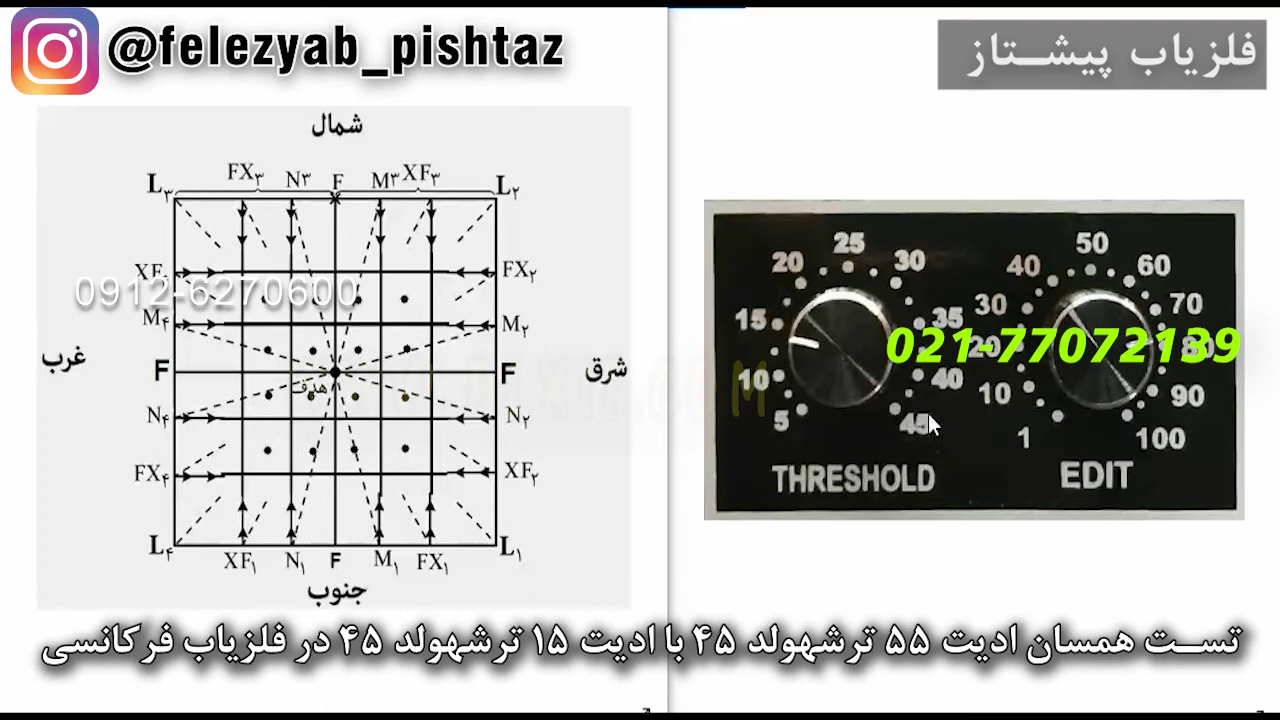 @felezyab_pishtaz
فلزیاب پیشـتاز
شمال
L۳ FX۳ N۳ F M۳ XF۳ L۲
XF۴ FX۲
0912-6270600
M۴ M۲
غرب F هدف F شرق
N۴ N۲
FX۴ XF۲
L۴ XF۱ N۱ F M۱ FX۱ L۱
جنوب
5 10 15 20 25 30 35 40 45
THRESHOLD
1 10 20 30 40 50 60 70 80 90 100
EDIT
021-77072139
تسـت همسان ادیت ۵۵ ترشهولد ۴۵ با ادیت ۱۵ ترشهولد ۴۵ در فلزیاب فرکانسی